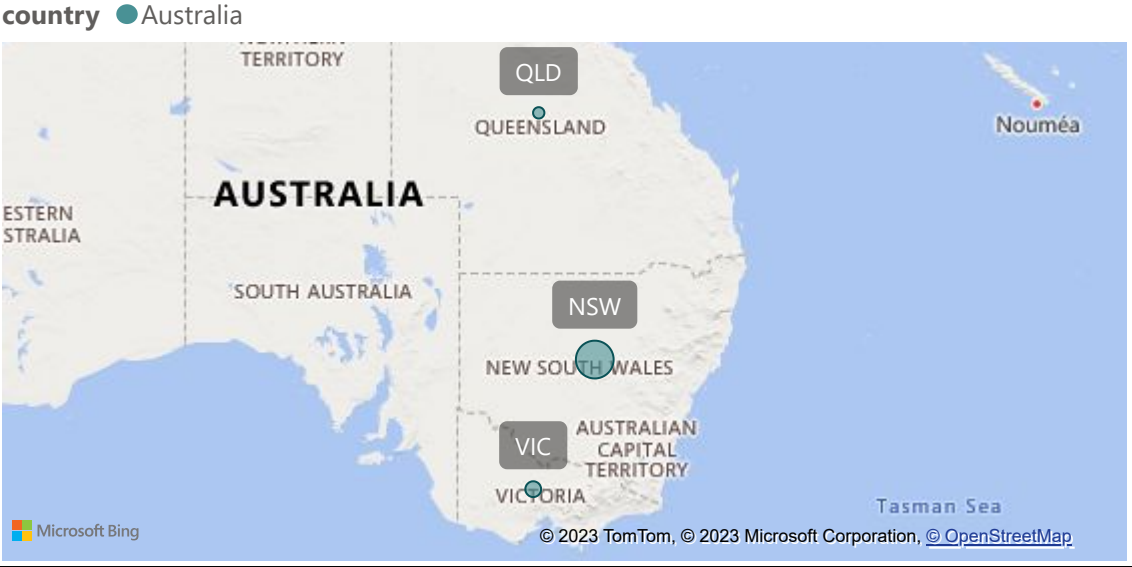 country Australia
TERRITORY
QLD
QUEENSLAND
Nouméa
AUSTRALIA
ESTERN
STRALIA
SOUTH AUSTRALIA
NSW
NEW SOUTH WALES
AUSTRALIAN
CAPITAL
TERRITORY
VIC
VICTORIA
Tasman Sea
Microsoft Bing
© 2023 TomTom, © 2023 Microsoft Corporation, © OpenStreetMap